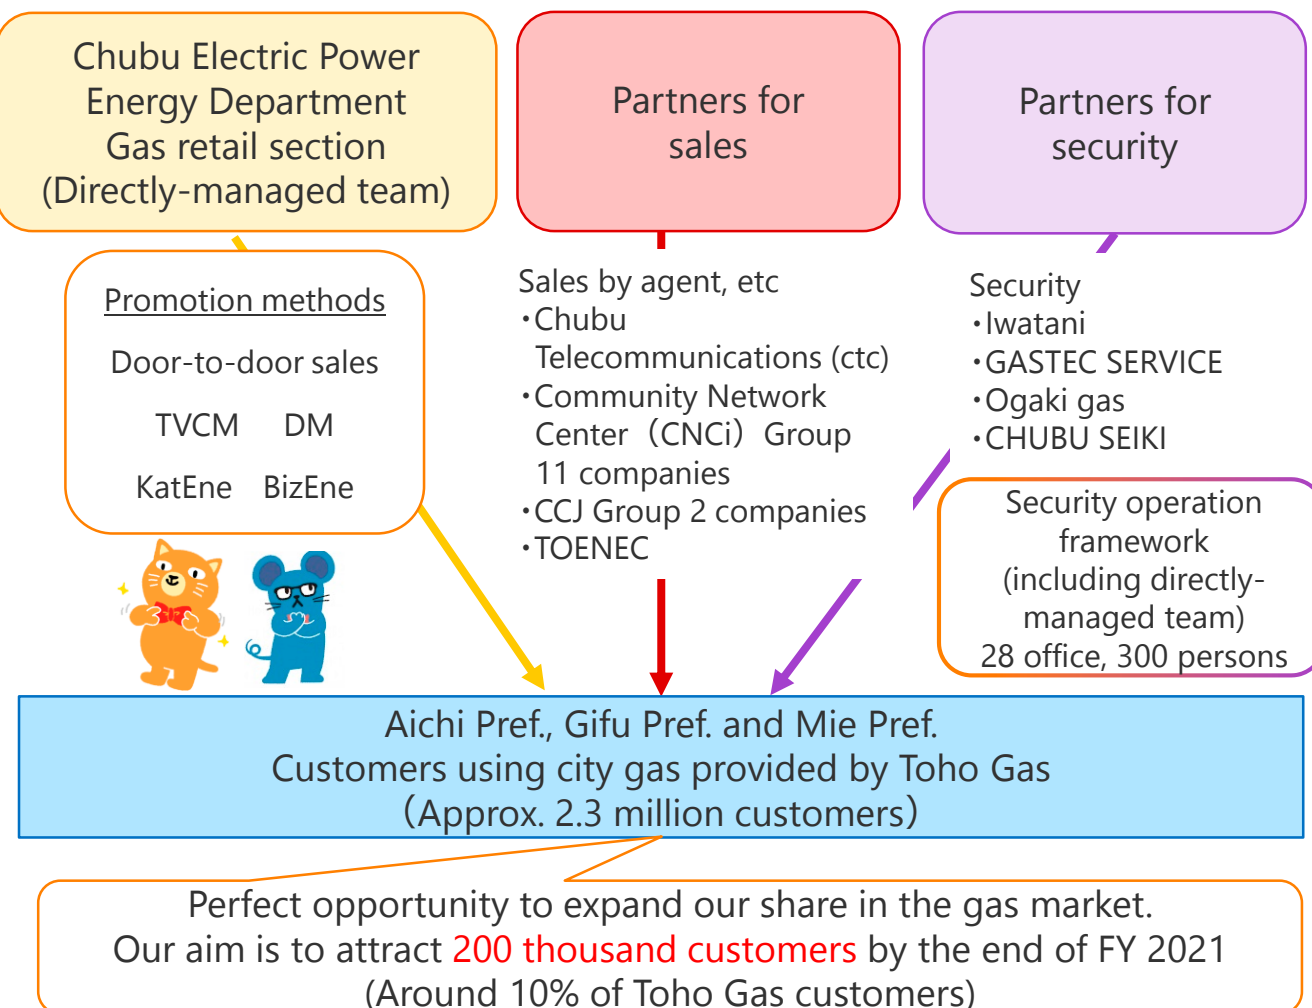 Chubu Electric Power
Energy Department
Gas retail section
(Directly-managed team)
Partners for
sales
Partners for
security
Promotion methods
Door-to-door sales
TVCM DM
KatEne BizEne
Sales by agent, etc
・Chubu
Telecommunications (ctc)
・Community Network
Center（CNCi）Group
11 companies
・CCJ Group 2 companies
・TOENEC
Security
・Iwatani
・GASTEC SERVICE
・Ogaki gas
・CHUBU SEIKI
Security operation
framework
(including directly-
managed team)
28 office, 300 persons
Aichi Pref., Gifu Pref. and Mie Pref.
Customers using city gas provided by Toho Gas
（Approx. 2.3 million customers）
Perfect opportunity to expand our share in the gas market.
Our aim is to attract 200 thousand customers by the end of FY 2021
(Around 10% of Toho Gas customers)